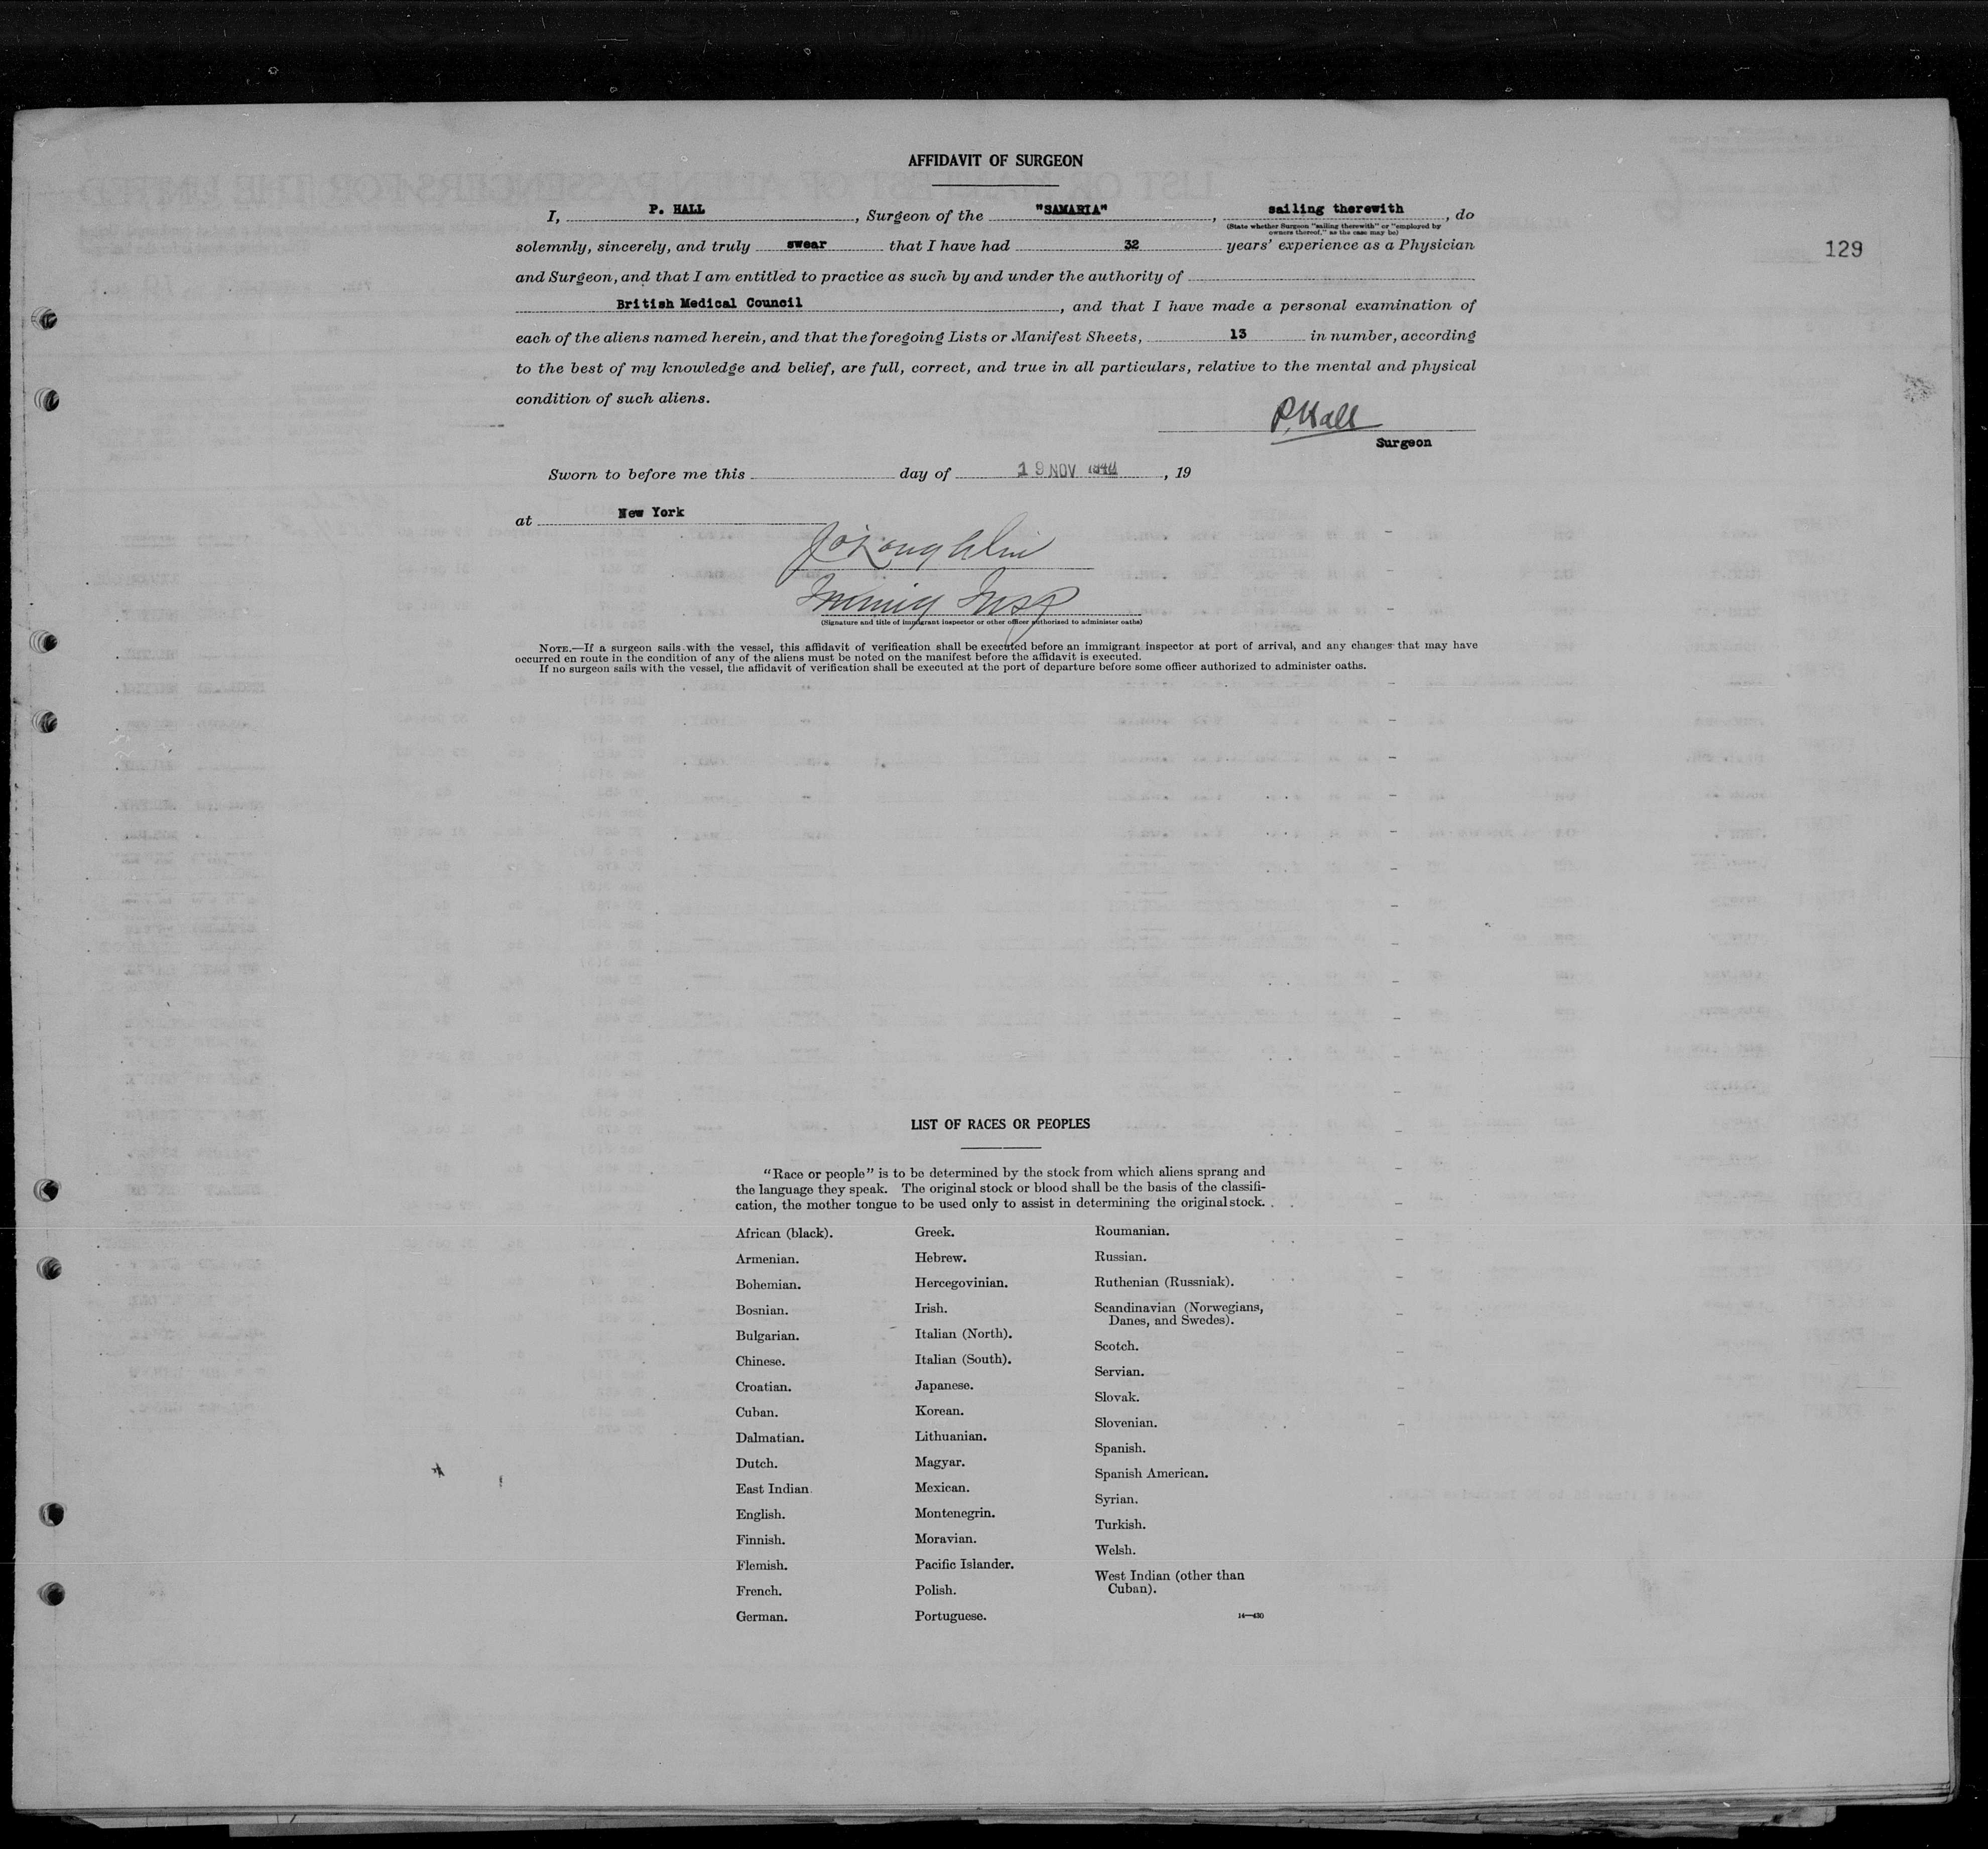 AFFIDAVIT OF SURGEON
I, P. HALL, Surgeon of the "SAMARIA", sailing therewith, do
(State whether Surgeon "sailing therewith" or "employed by
owners thereof," as the case may be)
solemnly, sincerely, and truly swear that I have had 32 years' experience as a Physician
129
and Surgeon, and that I am entitled to practice as such by and under the authority of
British Medical Council, and that I have made a personal examination of
each of the aliens named herein, and that the foregoing Lists or Manifest Sheets, 13 in number, according
to the best of my knowledge and belief, are full, correct, and true in all particulars, relative to the mental and physical
condition of such aliens.
P. Hall
Surgeon
Sworn to before me this day of 19 NOV 1940, 19
at New York
Immig Insp
(Signature and title of immigrant inspector or other officer authorized to administer oaths)
NOTE.—If a surgeon sails with the vessel, this affidavit of verification shall be executed before an immigrant inspector at port of arrival, and any changes that may have
occurred en route in the condition of any of the aliens must be noted on the manifest before the affidavit is executed.
If no surgeon sails with the vessel, the affidavit of verification shall be executed at the port of departure before some officer authorized to administer oaths.
LIST OF RACES OR PEOPLES
"Race or people" is to be determined by the stock from which aliens sprang and
the language they speak. The original stock or blood shall be the basis of the classifi-
cation, the mother tongue to be used only to assist in determining the original stock.
African (black).
Armenian.
Bohemian.
Bosnian.
Bulgarian.
Chinese.
Croatian.
Cuban.
Dalmatian.
Dutch.
East Indian
English.
Finnish.
Flemish.
French.
German.
Greek.
Hebrew.
Hercegovinian.
Irish.
Italian (North).
Italian (South).
Japanese.
Korean.
Lithuanian.
Magyar.
Mexican.
Montenegrin.
Moravian.
Pacific Islander.
Polish.
Portuguese.
Roumanian.
Russian.
Ruthenian (Russniak).
Scandinavian (Norwegians,
Danes, and Swedes).
Scotch.
Servian.
Slovak.
Slovenian.
Spanish.
Spanish American.
Syrian.
Turkish.
Welsh.
West Indian (other than
Cuban).
14—430